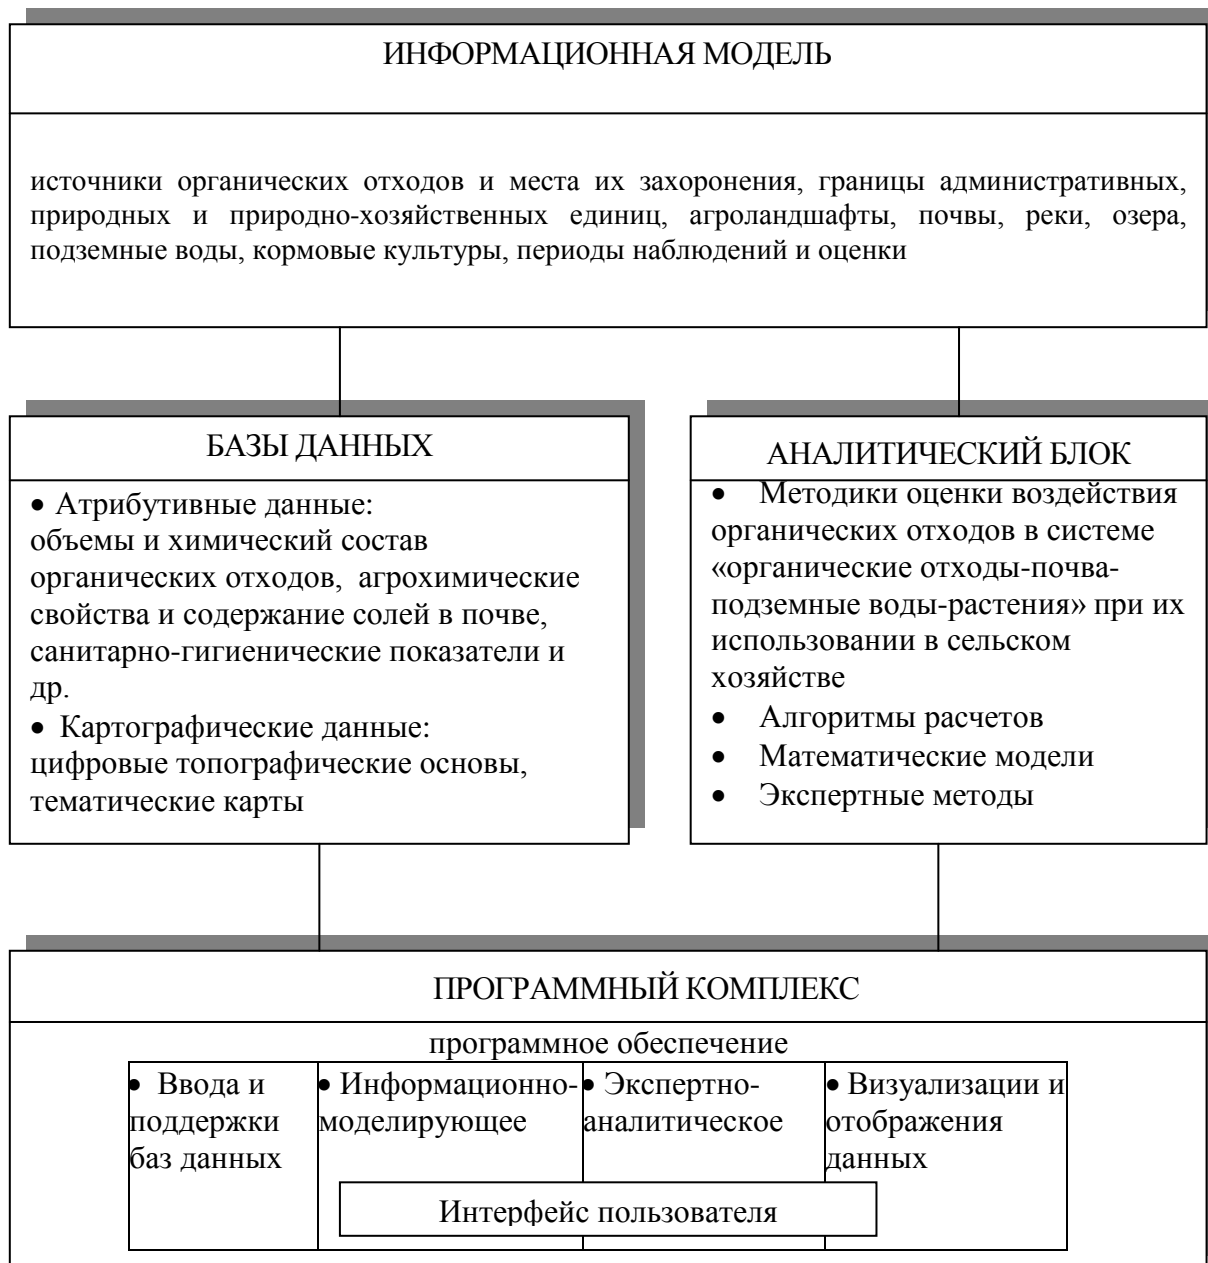 ИНФОРМАЦИОННАЯ МОДЕЛЬ
источники органических отходов и места их захоронения, границы административных,
природных и природно-хозяйственных единиц, агроландшафты, почвы, реки, озера,
подземные воды, кормовые культуры, периоды наблюдений и оценки
БАЗЫ ДАННЫХ
• Атрибутивные данные:
объемы и химический состав
органических отходов, агрохимические
свойства и содержание солей в почве,
санитарно-гигиенические показатели и
др.
• Картографические данные:
цифровые топографические основы,
тематические карты
АНАЛИТИЧЕСКИЙ БЛОК
• Методики оценки воздействия
органических отходов в системе
«органические отходы-почва-
подземные воды-растения» при их
использовании в сельском
хозяйстве
• Алгоритмы расчетов
• Математические модели
• Экспертные методы
ПРОГРАММНЫЙ КОМПЛЕКС
программное обеспечение
• Ввода и
поддержки
баз данных
• Информационно-
моделирующее
• Экспертно-
аналитическое
• Визуализации и
отображения
данных
Интерфейс пользователя